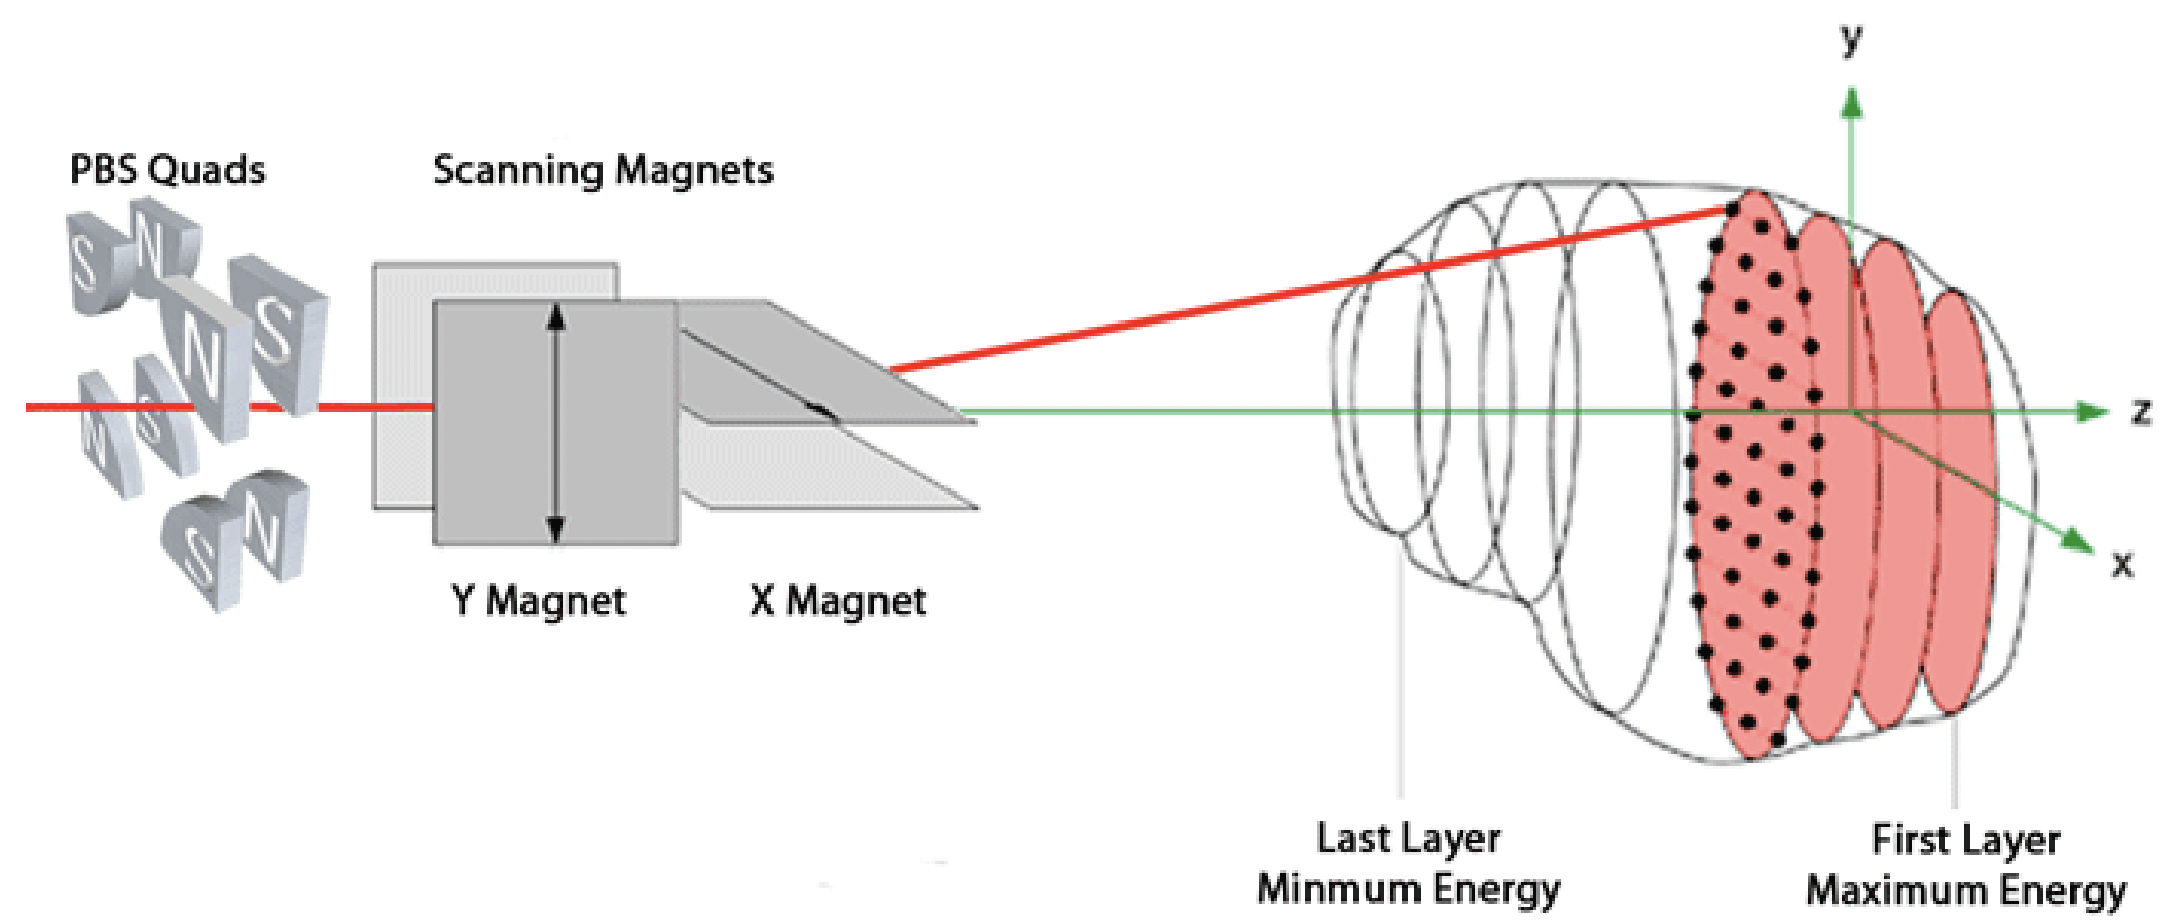 y
PBS Quads
Scanning Magnets
S
N
N
S
z
N
S
x
S
N
Y Magnet
X Magnet
Last Layer
Minmum Energy
First Layer
Maximum Energy